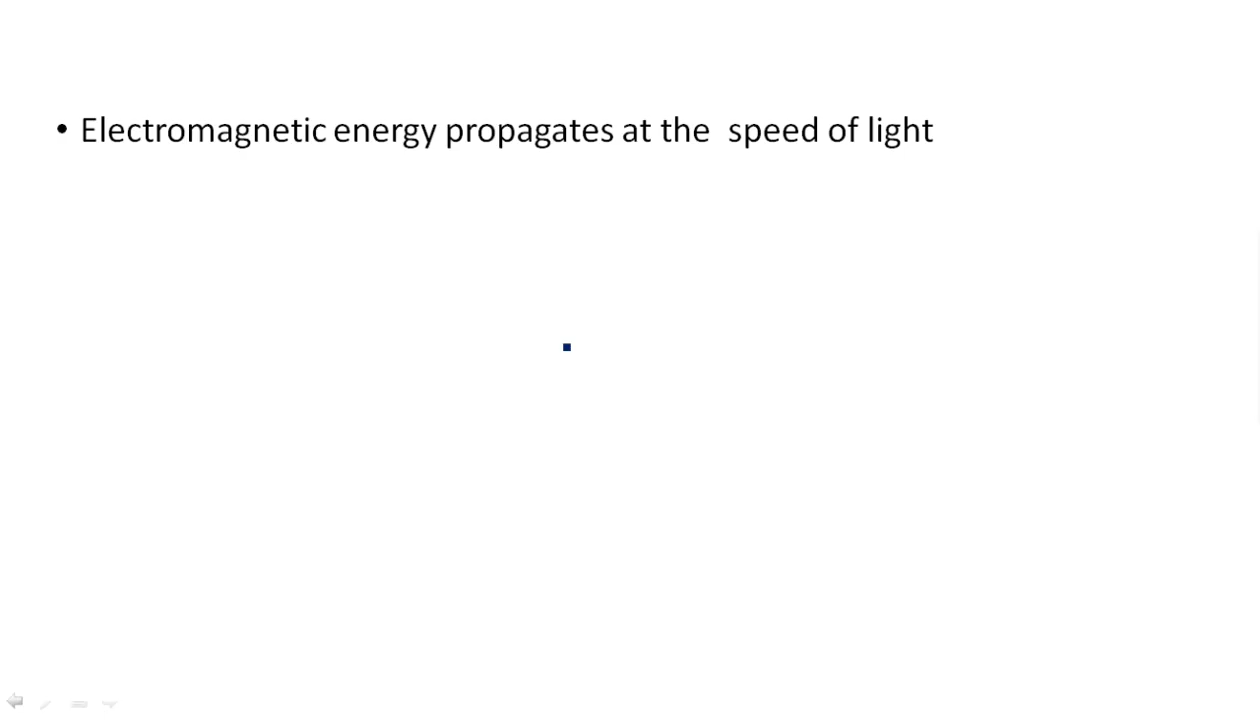 • Electromagnetic energy propagates at the  speed of light